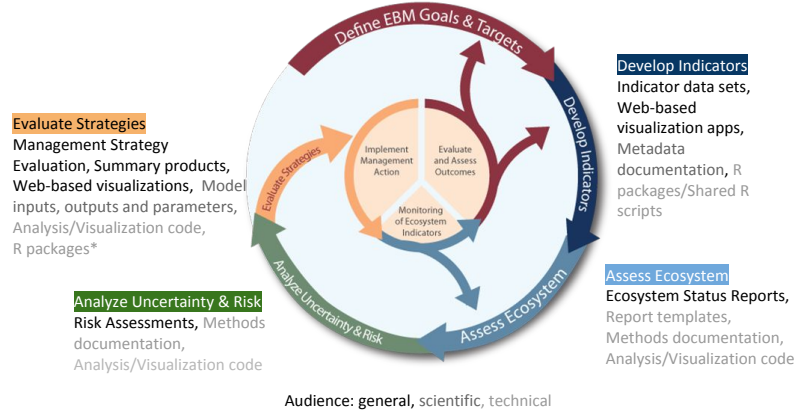 Define EBM Goals & Targets
Develop Indicators
Assess Ecosystem
Analyze Uncertainty & Risk
Evaluate Strategies
Implement
Management
Action
Evaluate
and Assess
Outcomes
Monitoring
of Ecosystem
Indicators
Develop Indicators
Indicator data sets,
Web-based
visualization apps,
Metadata
documentation, R
packages/Shared R
scripts
Evaluate Strategies
Management Strategy
Evaluation, Summary products,
Web-based visualizations, Model
inputs, outputs and parameters,
Analysis/Visualization code,
R packages*
Assess Ecosystem
Ecosystem Status Reports,
Report templates,
Methods documentation,
Analysis/Visualization code
Analyze Uncertainty & Risk
Risk Assessments, Methods
documentation,
Analysis/Visualization code
Audience: general, scientific, technical